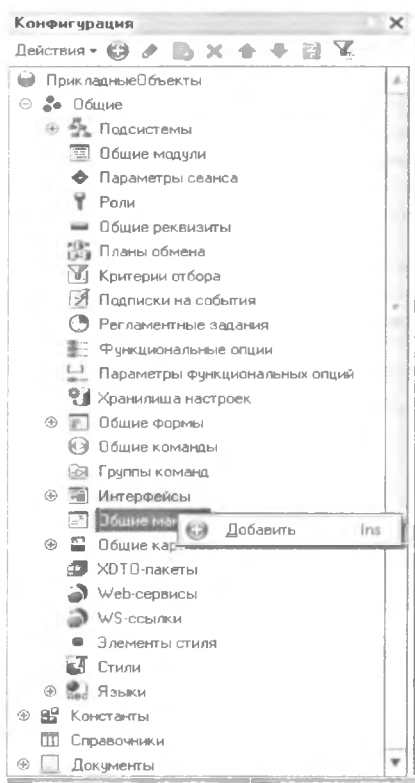 Конфигурация
Действия
ПрикладныеОбъекты
Общие
Подсистемы
Общие модули
Параметры сеанса
Роли
Общие реквизиты
Планы обмена
Критерии отбора
Подписки на события
Регламентные задания
Функциональные опции
Параметры функциональных опций
Хранилища настроек
Общие формы
Общие команды
Группы команд
Интерфейсы
Общие
Добавить Ins
Общие
XDTO-пакеты
Web-сервисы
WS-ссылки
Элементы стиля
Стили
Языки
Константы
Справочники
Документы